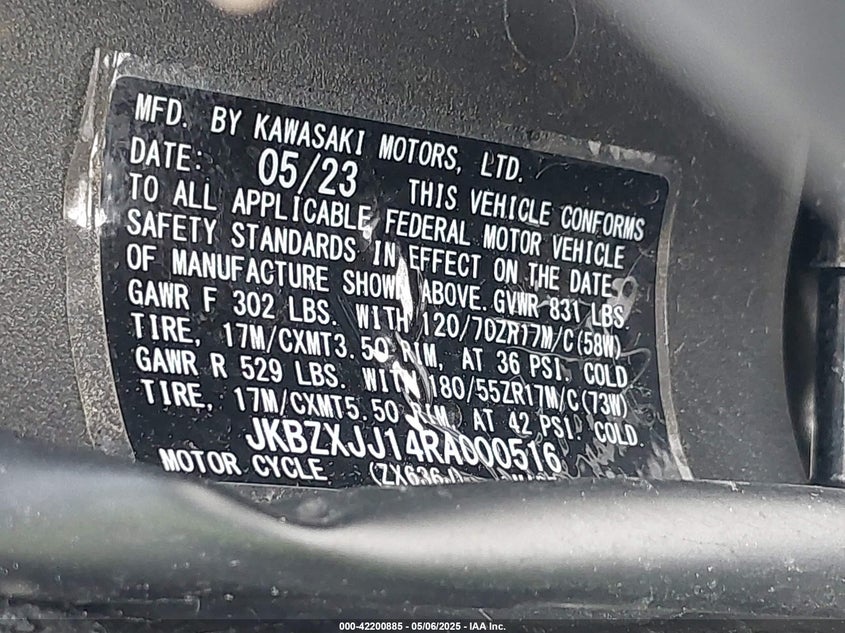 MFD. BY KAWASAKI MOTORS, LTD.
DATE: 05/23 THIS VEHICLE CONFORMS
TO ALL APPLICABLE FEDERAL MOTOR VEHICLE
SAFETY STANDARDS IN EFFECT ON THE DATE
OF MANUFACTURE SHOWN ABOVE. GVWR 831 LBS.
GAWR F 302 LBS. WITH 120/70ZR17M/C(58W)
TIRE, 17M/CXMT3.50 RIM, AT 36 PSI. COLD
GAWR R 529 LBS. WITH 180/55ZR17M/C(73W)
TIRE, 17M/CXMT5.50 RIM, AT 42 PSI. COLD.
JKBZXJJ14RA000516
MOTOR CYCLE (ZX636J
000-42200885 - 05/06/2025 - IAA Inc.